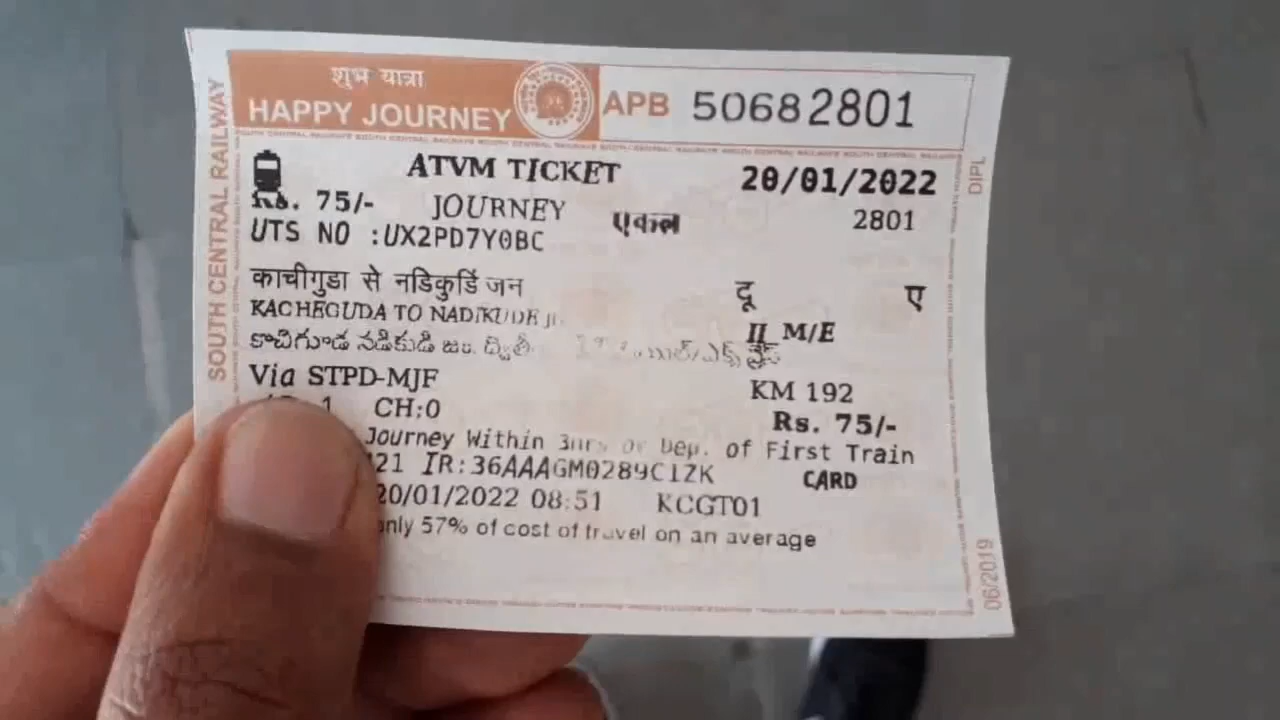 शुभ यात्रा
HAPPY JOURNEY
APB 50682801
SOUTH CENTRAL RAILWAY
DIPL
ATVM TICKET 20/01/2022
Rs. 75/- JOURNEY एकल 2801
UTS NO :UX2PD7Y0BC
काचीगुडा से नडिकुडि जन दू ए
KACHEGUDA TO NADIKUDE II M/E
కాచిగూడ నడికుడి జం.
Via STPD-MJF KM 192
1 CH:0 Rs. 75/-
Journey Within Dep. of First Train
21 IR:36AAAGM0289C1ZK CARD
20/01/2022 08:51 KCGT01
only 57% of cost of travel on an average
06/2019